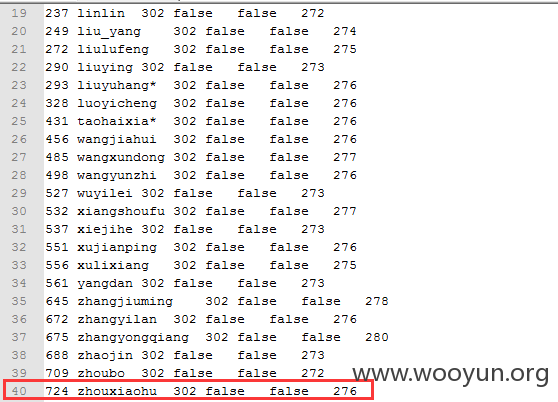 19 237 linlin 302 false false 272
20 249 liu_yang 302 false false 274
21 272 liulufeng 302 false false 275
22 290 liuying 302 false false 273
23 293 liuyuhang* 302 false false 276
24 328 luoyicheng 302 false false 276
25 431 taohaixia* 302 false false 276
26 456 wangjiahui 302 false false 276
27 485 wangxundong 302 false false 277
28 498 wangyunzhi 302 false false 276
29 527 wuyilei 302 false false 273
30 532 xiangshoufu 302 false false 277
31 537 xiejihe 302 false false 273
32 551 xujianping 302 false false 276
33 556 xulixiang 302 false false 275
34 561 yangdan 302 false false 273
35 645 zhangjiuming 302 false false 278
36 672 zhangyilan 302 false false 276
37 675 zhangyongqiang 302 false false 280
38 688 zhaojin 302 false false 273
39 709 zhoubo 302 false false 272
www.wooyun.org
40 724 zhouxiaohu 302 false false 276